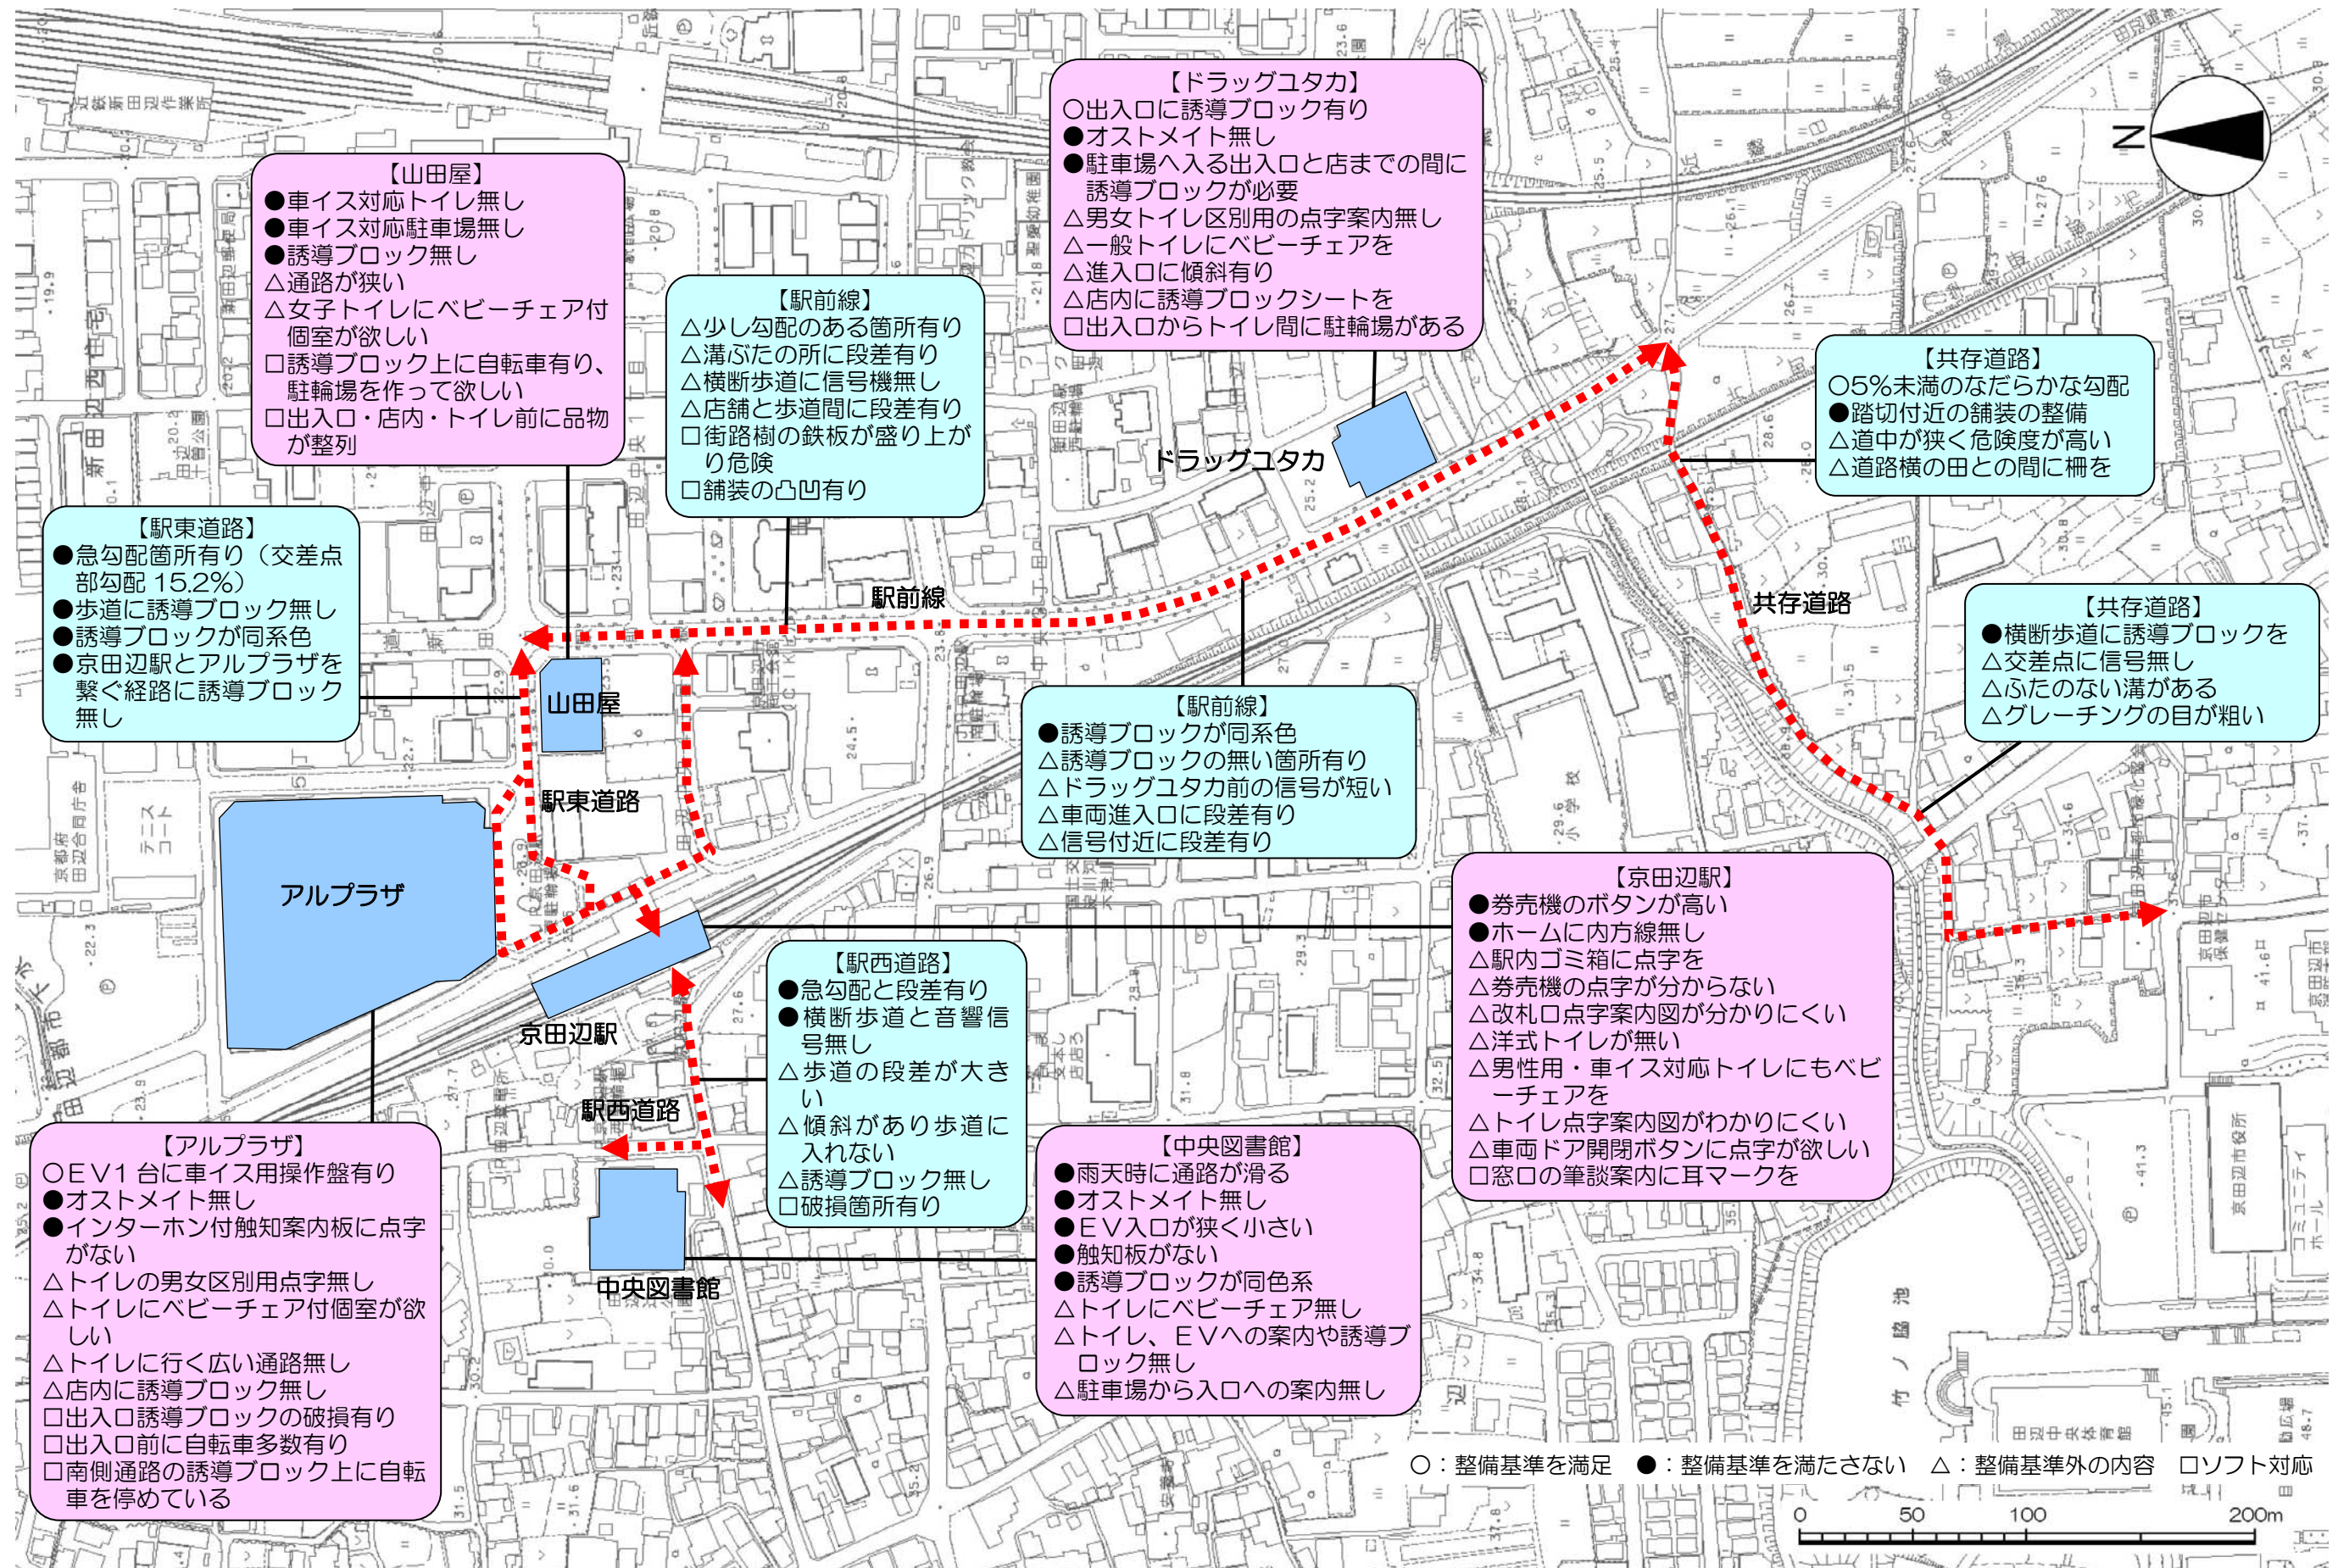 【山田屋】
●車イス対応トイレ無し
●車イス対応駐車場無し
●誘導ブロック無し
△通路が狭い
△女子トイレにベビーチェア付
個室が欲しい
□誘導ブロック上に自転車有り、
駐輪場を作って欲しい
□出入口・店内・トイレ前に品物
が整列
【駅前線】
△少し勾配のある箇所有り
△溝ぶたの所に段差有り
△横断歩道に信号機無し
△店舗と歩道間に段差有り
□街路樹の鉄板が盛り上が
り危険
□舗装の凸凹有り
【ドラッグユタカ】
○出入口に誘導ブロック有り
●オストメイト無し
●駐車場へ入る出入口と店までの間に
誘導ブロックが必要
△男女トイレ区別用の点字案内無し
△一般トイレにベビーチェアを
△進入口に傾斜有り
△店内に誘導ブロックシートを
□出入口からトイレ間に駐輪場がある
N
【共存道路】
○5%未満のなだらかな勾配
●踏切付近の舗装の整備
△道中が狭く危険度が高い
△道路横の田との間に柵を
【駅東道路】
●急勾配箇所有り（交差点
部勾配 15.2%）
●歩道に誘導ブロック無し
●誘導ブロックが同系色
●京田辺駅とアルプラザを
繋ぐ経路に誘導ブロック
無し
ドラッグユタカ
駅前線
共存道路
山田屋
駅東道路
アルプラザ
京田辺駅
駅西道路
中央図書館
【共存道路】
●横断歩道に誘導ブロックを
△交差点に信号無し
△ふたのない溝がある
△グレーチングの目が粗い
【駅前線】
●誘導ブロックが同系色
△誘導ブロックの無い箇所有り
△ドラッグユタカ前の信号が短い
△車両進入口に段差有り
△信号付近に段差有り
【京田辺駅】
●券売機のボタンが高い
●ホームに内方線無し
△駅内ゴミ箱に点字を
△券売機の点字が分からない
△改札口点字案内図が分かりにくい
△洋式トイレが無い
△男性用・車イス対応トイレにもベビ
ーチェアを
△トイレ点字案内図がわかりにくい
△車両ドア開閉ボタンに点字が欲しい
□窓口の筆談案内に耳マークを
【駅西道路】
●急勾配と段差有り
●横断歩道と音響信
号無し
△歩道の段差が大き
い
△傾斜があり歩道に
入れない
△誘導ブロック無し
□破損箇所有り
【アルプラザ】
○EV1台に車イス用操作盤有り
●オストメイト無し
●インターホン付触知案内板に点字
がない
△トイレの男女区別用点字無し
△トイレにベビーチェア付個室が欲
しい
△トイレに行く広い通路無し
△店内に誘導ブロック無し
□出入口誘導ブロックの破損有り
□出入口前に自転車多数有り
□南側通路の誘導ブロック上に自転
車を停めている
【中央図書館】
●雨天時に通路が滑る
●オストメイト無し
●EV入口が狭く小さい
●触知板がない
●誘導ブロックが同色系
△トイレにベビーチェア無し
△トイレ、EVへの案内や誘導ブ
ロック無し
△駐車場から入口への案内無し
近鉄新田辺作業所
テニス
コート
小学校
京田辺市役所
コミュニティ
ホール
竹ノ脇池
田辺中央体育館
○：整備基準を満足 ●：整備基準を満たさない △：整備基準外の内容 □ソフト対応
0 50 100 200m